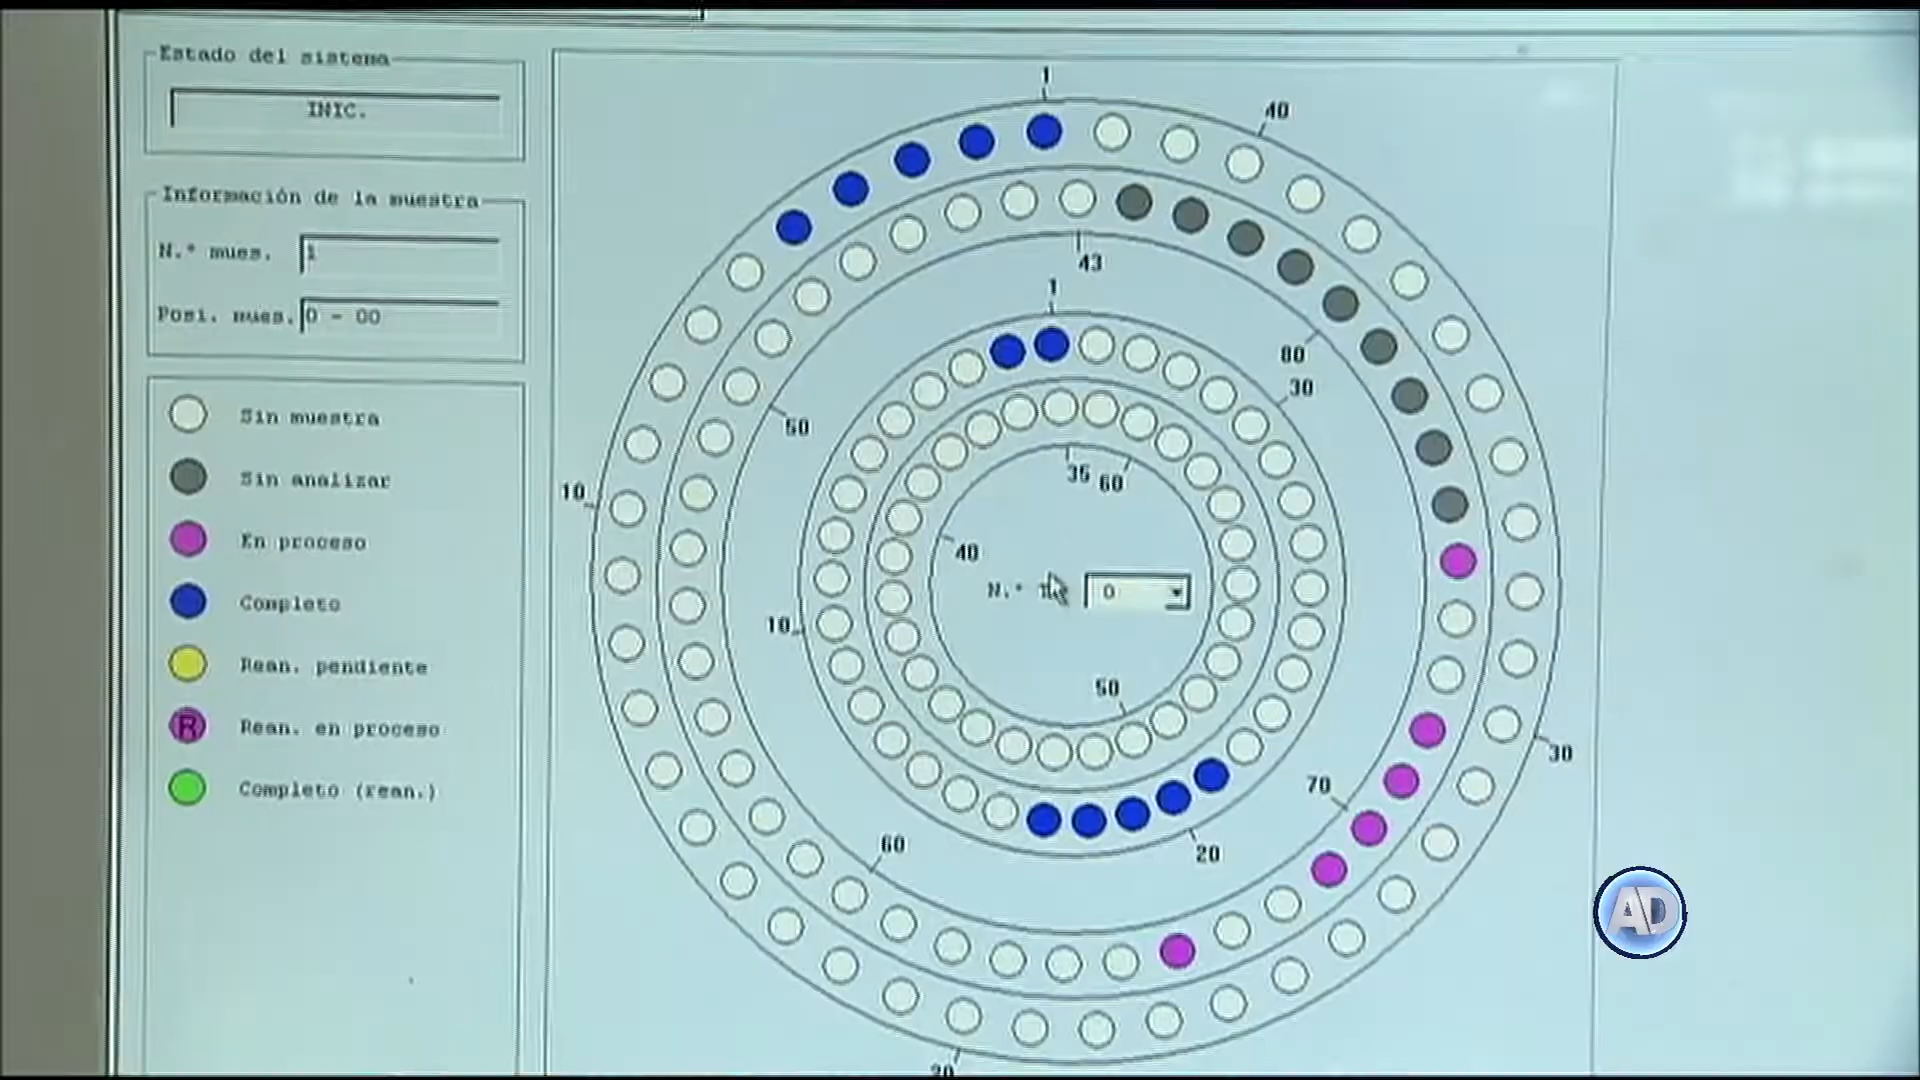 Estado del sistema
INIC.
Información de la muestra
N.° mues. 1
Posi. mues. 0 - 00
Sin muestra
Sin analizar
En proceso
Completo
Rean. pendiente
R Rean. en proceso
Completo (rean.)
1
40
43
1
80
30
50
35 60
10
40
N.° 0
10
50
30
70
60
20
20
AD